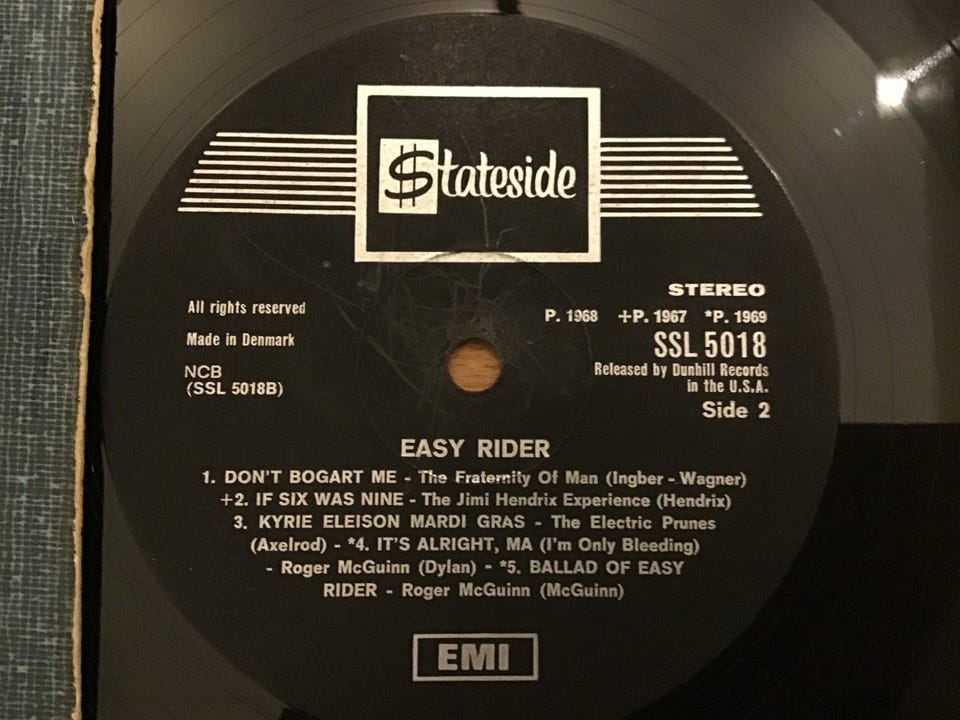 $tateside
All rights reserved
Made in Denmark
NCB
(SSL 5018B)
STEREO
P. 1968 +P. 1967 *P. 1969
SSL 5018
Released by Dunhill Records
in the U.S.A.
Side 2
EASY RIDER
1. DON'T BOGART ME - The Fraternity Of Man (Ingber - Wagner)
+2. IF SIX WAS NINE - The Jimi Hendrix Experience (Hendrix)
3. KYRIE ELEISON MARDI GRAS - The Electric Prunes
(Axelrod) - *4. IT'S ALRIGHT, MA (I'm Only Bleeding)
- Roger McGuinn (Dylan) - *5. BALLAD OF EASY
RIDER - Roger McGuinn (McGuinn)
EMI